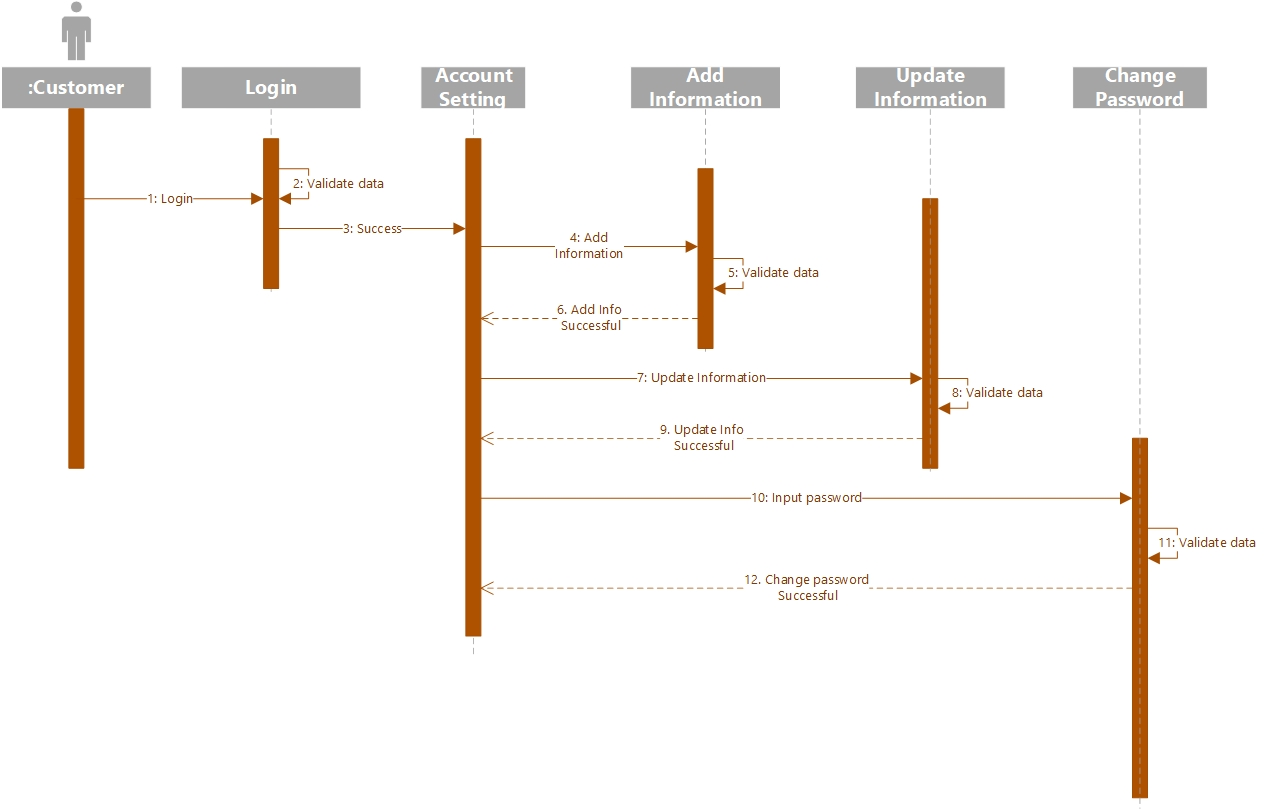 :Customer
Login
Account
Setting
Add
Information
Update
Information
Change
Password
2: Validate data
1: Login
3: Success
4: Add
Information
5: Validate data
6. Add Info
Successful
7: Update Information
8: Validate data
9. Update Info
Successful
10: Input password
11: Validate data
12. Change password
Successful